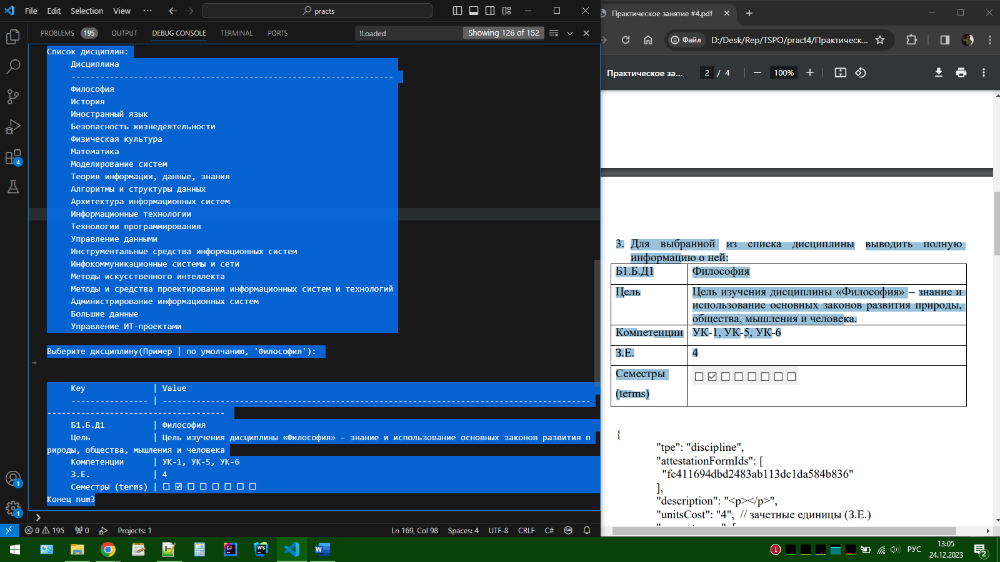 File Edit Selection View ··· practs
PROBLEMS 195 OUTPUT DEBUG CONSOLE TERMINAL PORTS !Loaded Showing 126 of 152
Список дисциплин:
Дисциплина
-------------------------------------------------------------------
Философия
История
Иностранный язык
Безопасность жизнедеятельности
Физическая культура
Математика
Моделирование систем
Теория информации, данные, знания
Алгоритмы и структуры данных
Архитектура информационных систем
Информационные технологии
Технологии программирования
Управление данными
Инструментальные средства информационных систем
Инфокоммуникационные системы и сети
Методы искусственного интеллекта
Методы и средства проектирования информационных систем и технологий
Администрирование информационных систем
Большие данные
Управление ИТ-проектами
Выберите дисциплину(Пример | по умолчанию, 'Философия'):
Key | Value
---------------- | -----------------------------------------------------------------------------------------
-------------------------------------
Б1.Б.Д1 | Философия
Цель | Цель изучения дисциплины «Философия» – знание и использование основных законов развития п
рироды, общества, мышления и человека
Компетенции | УК-1, УК-5, УК-6
З.Е. | 4
Семестры (terms) | ☐ ☑ ☐ ☐ ☐ ☐ ☐ ☐
Конец num3
4
1
1
0 195 0 Projects: 1 Ln 169, Col 98 Spaces: 4 UTF-8 CRLF C#
Практическое занятие #4.pdf
Файл D:/Desk/Rep/TSPO/pract4/Практическ...
Практическое за... 2 / 4 100%
3. Для выбранной из списка дисциплины выводить полную
информацию о ней:
Б1.Б.Д1 Философия
Цель Цель изучения дисциплины «Философия» – знание и
использование основных законов развития природы,
общества, мышления и человека.
Компетенции УК-1, УК-5, УК-6
З.Е. 4
Семестры ☐ ☑ ☐ ☐ ☐ ☐ ☐ ☐
(terms)
{
"tpe": "discipline",
"attestationFormIds": [
"fc411694dbd2483ab113dc1da584b836"
],
"description": "<p></p>",
"unitsCost": "4", // зачетные единицы (З.Е.)
IJ WS W 1 РУС 13:05
24.12.2023 2